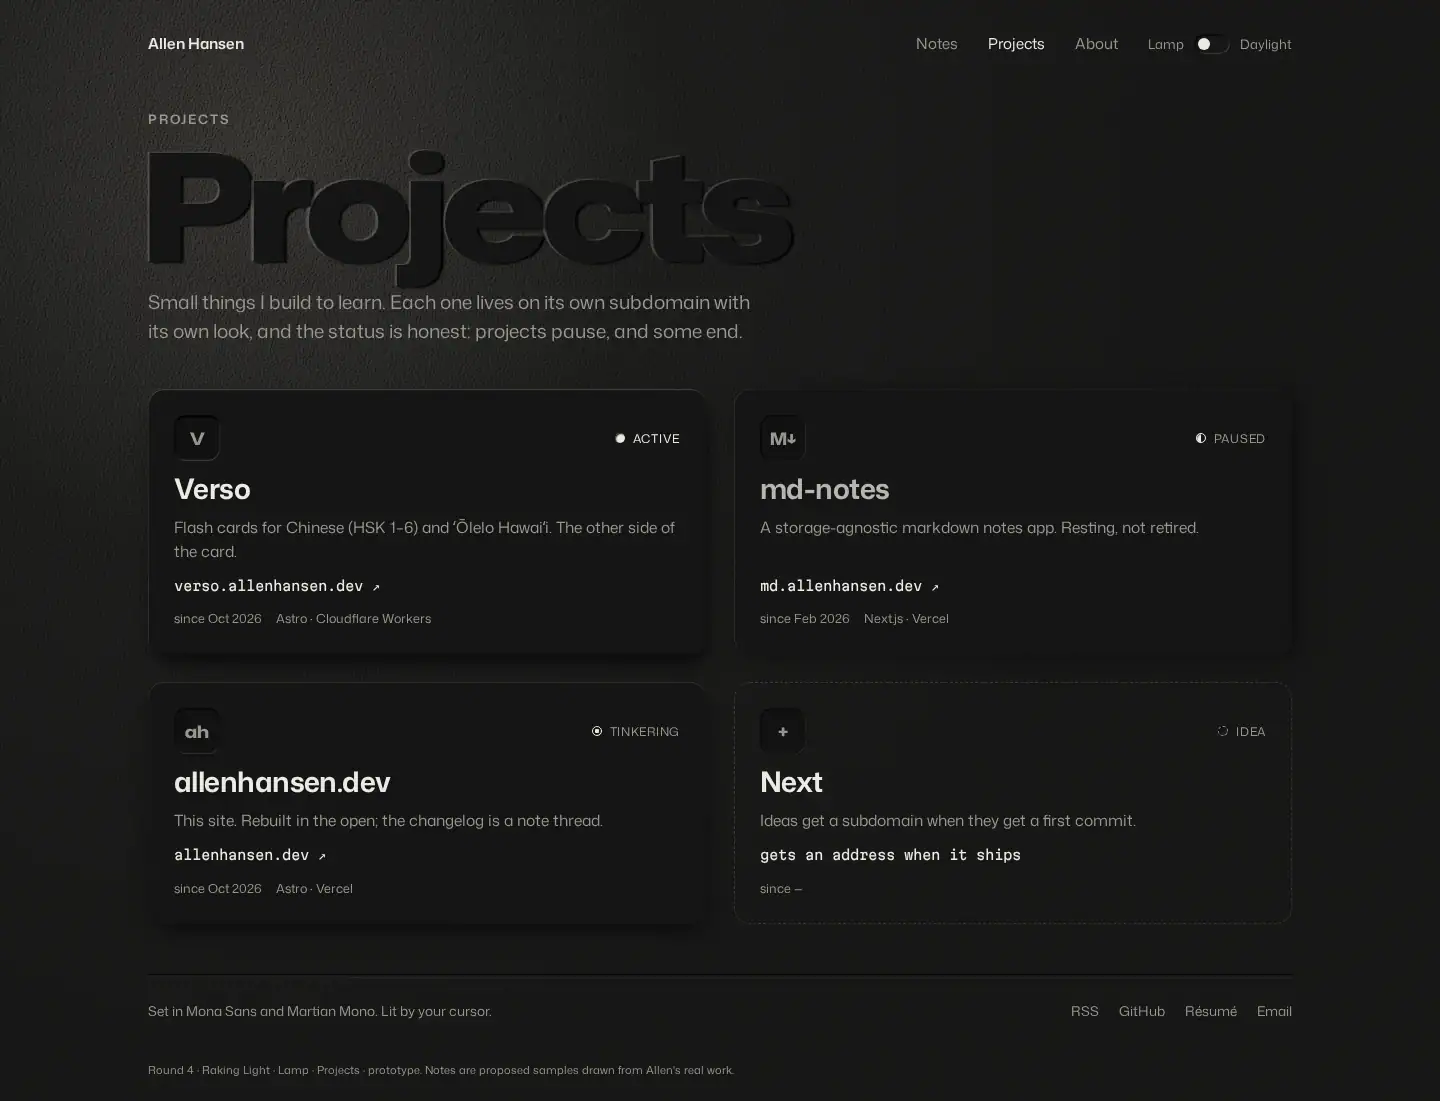 Allen Hansen
Notes Projects About Lamp Daylight
PROJECTS
Projects
Small things I build to learn. Each one lives on its own subdomain with
its own look, and the status is honest: projects pause, and some end.
V
ACTIVE
Verso
Flash cards for Chinese (HSK 1–6) and ʻŌlelo Hawaiʻi. The other side of
the card.
verso.allenhansen.dev ↗
since Oct 2026 Astro · Cloudflare Workers
M↓
PAUSED
md-notes
A storage-agnostic markdown notes app. Resting, not retired.
md.allenhansen.dev ↗
since Feb 2026 Next.js · Vercel
ah
TINKERING
allenhansen.dev
This site. Rebuilt in the open; the changelog is a note thread.
allenhansen.dev ↗
since Oct 2026 Astro · Vercel
+
IDEA
Next
Ideas get a subdomain when they get a first commit.
gets an address when it ships
since —
Set in Mona Sans and Martian Mono. Lit by your cursor.
RSS GitHub Résumé Email
Round 4 · Raking Light · Lamp · Projects · prototype. Notes are proposed samples drawn from Allen's real work.